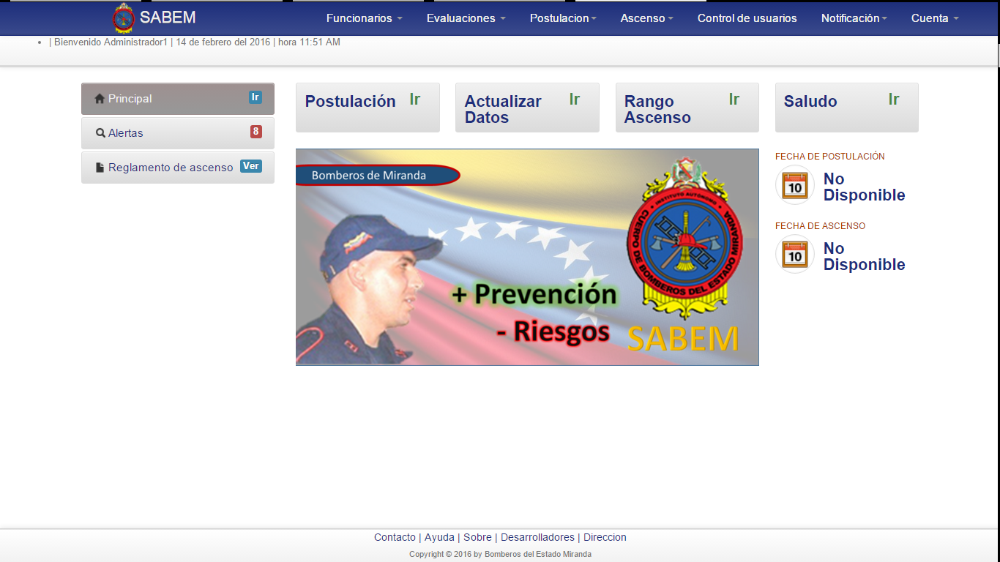 SABEM
Funcionarios
Evaluaciones
Postulacion
Ascenso
Control de usuarios
Notificación
Cuenta
| Bienvenido Administrador1 | 14 de febrero del 2016 | hora 11:51 AM
Principal Ir
Alertas 8
Reglamento de ascenso Ver
Postulación Ir
Actualizar Ir
Datos
Rango Ir
Ascenso
Saludo Ir
Bomberos de Miranda
INSTITUTO AUTÓNOMO
CUERPO DE BOMBEROS DEL ESTADO MIRANDA
+ Prevención
- Riesgos
SABEM
FECHA DE POSTULACIÓN
10
No
Disponible
FECHA DE ASCENSO
10
No
Disponible
Contacto | Ayuda | Sobre | Desarrolladores | Direccion
Copyright © 2016 by Bomberos del Estado Miranda